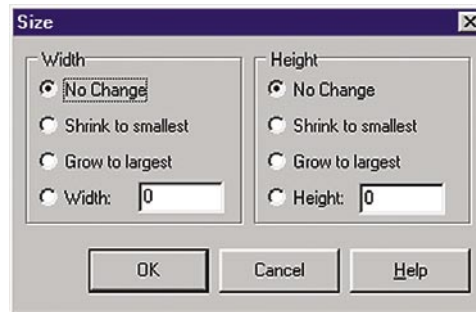 Size
Width
No Change
Shrink to smallest
Grow to largest
Width: 0
Height
No Change
Shrink to smallest
Grow to largest
Height: 0
OK Cancel Help